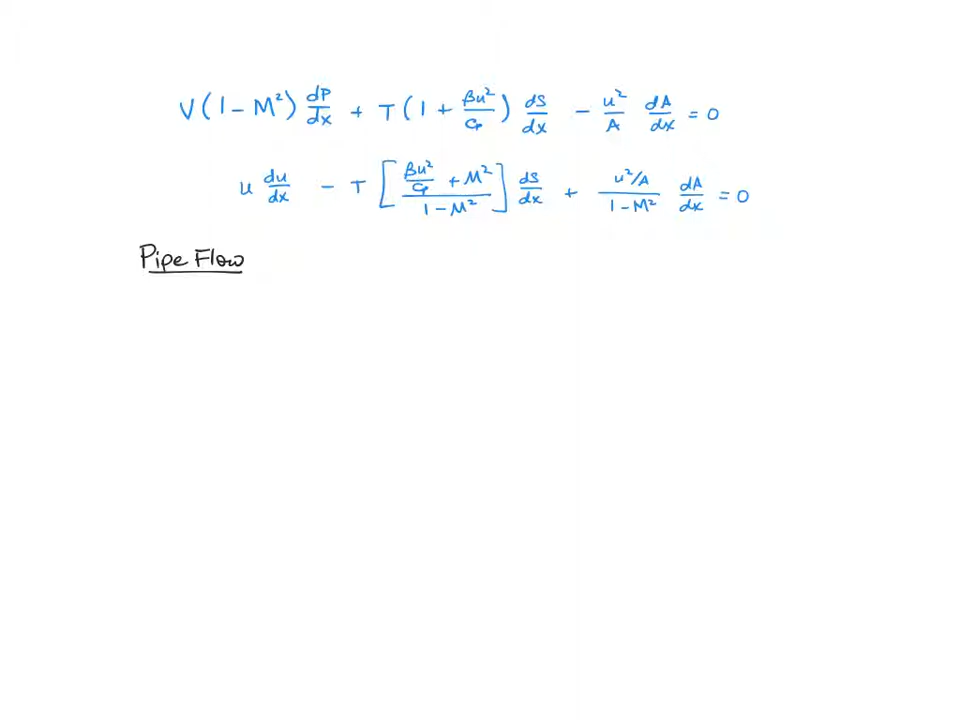 V(1 - M²) dP/dx + T(1 + βu²/Cp) dS/dx - u²/A dA/dx = 0
u du/dx - T[(βu²/Cp + M²)/(1 - M²)] dS/dx + (u²/A)/(1 - M²) dA/dx = 0
Pipe Flow